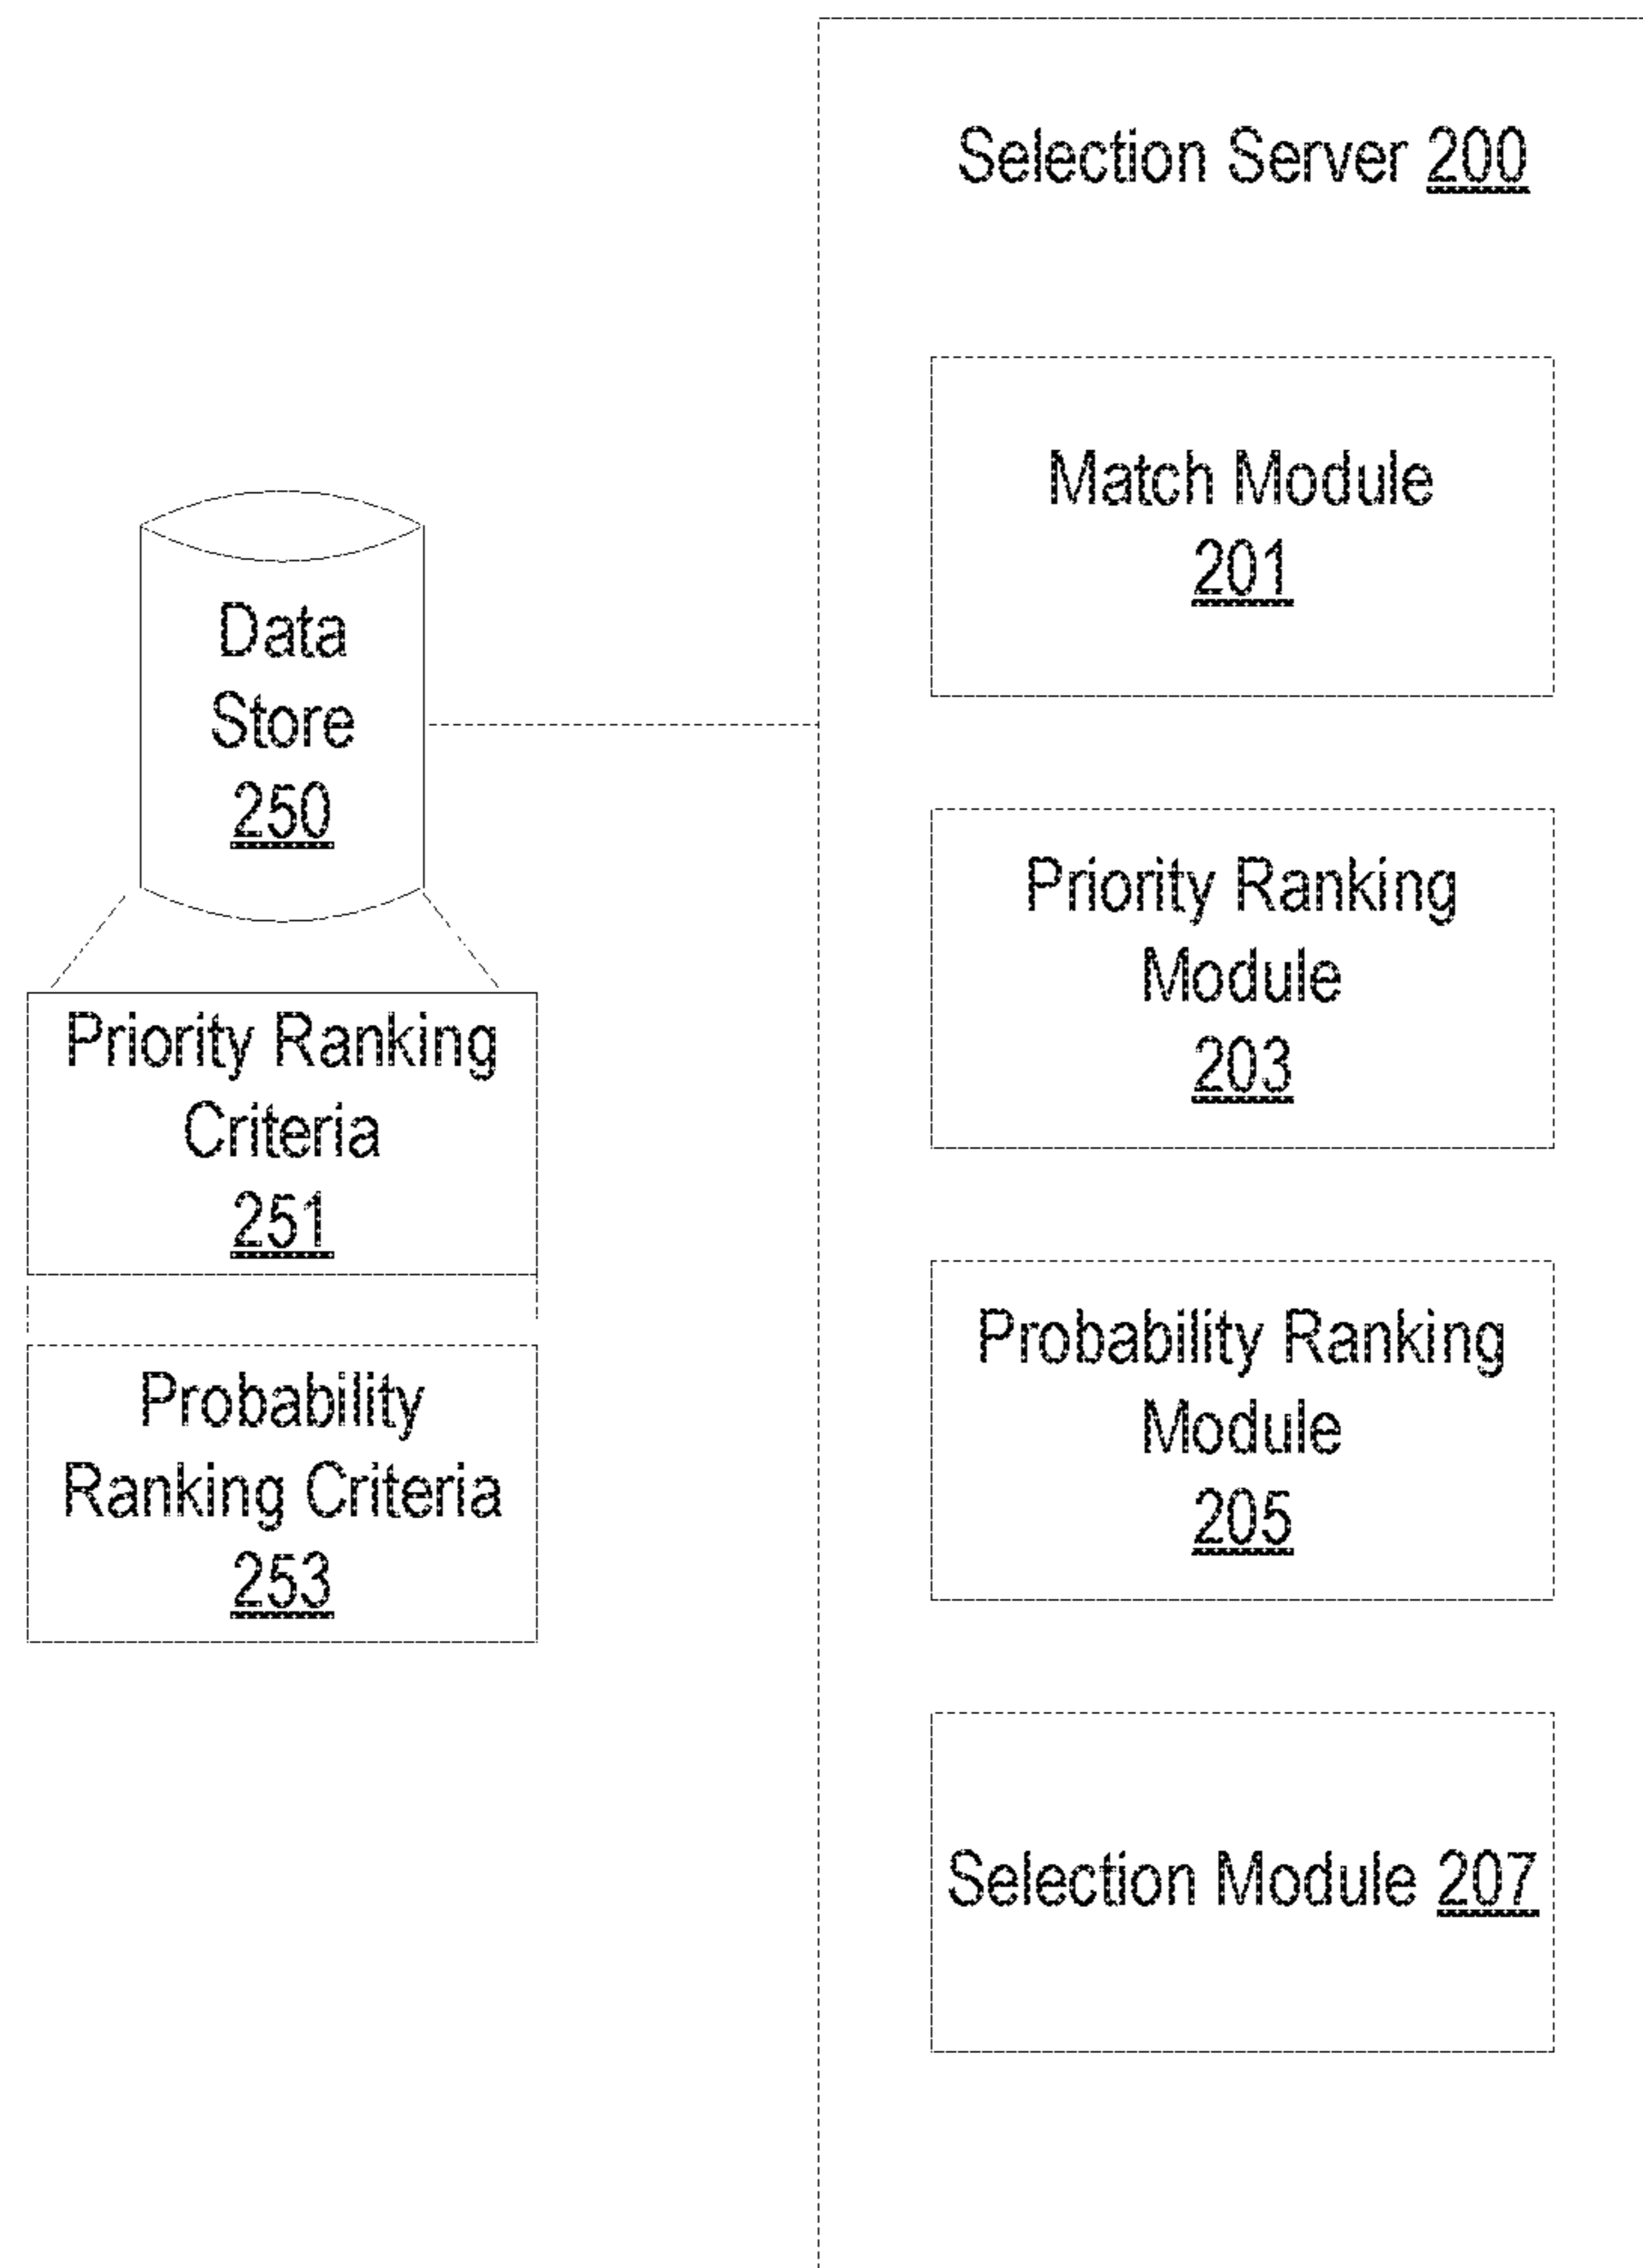 Selection Server 200
Match Module
201
Data
Store
250
Priority Ranking
Module
203
Priority Ranking
Criteria
251
Probability Ranking
Module
205
Probability
Ranking Criteria
253
Selection Module 207